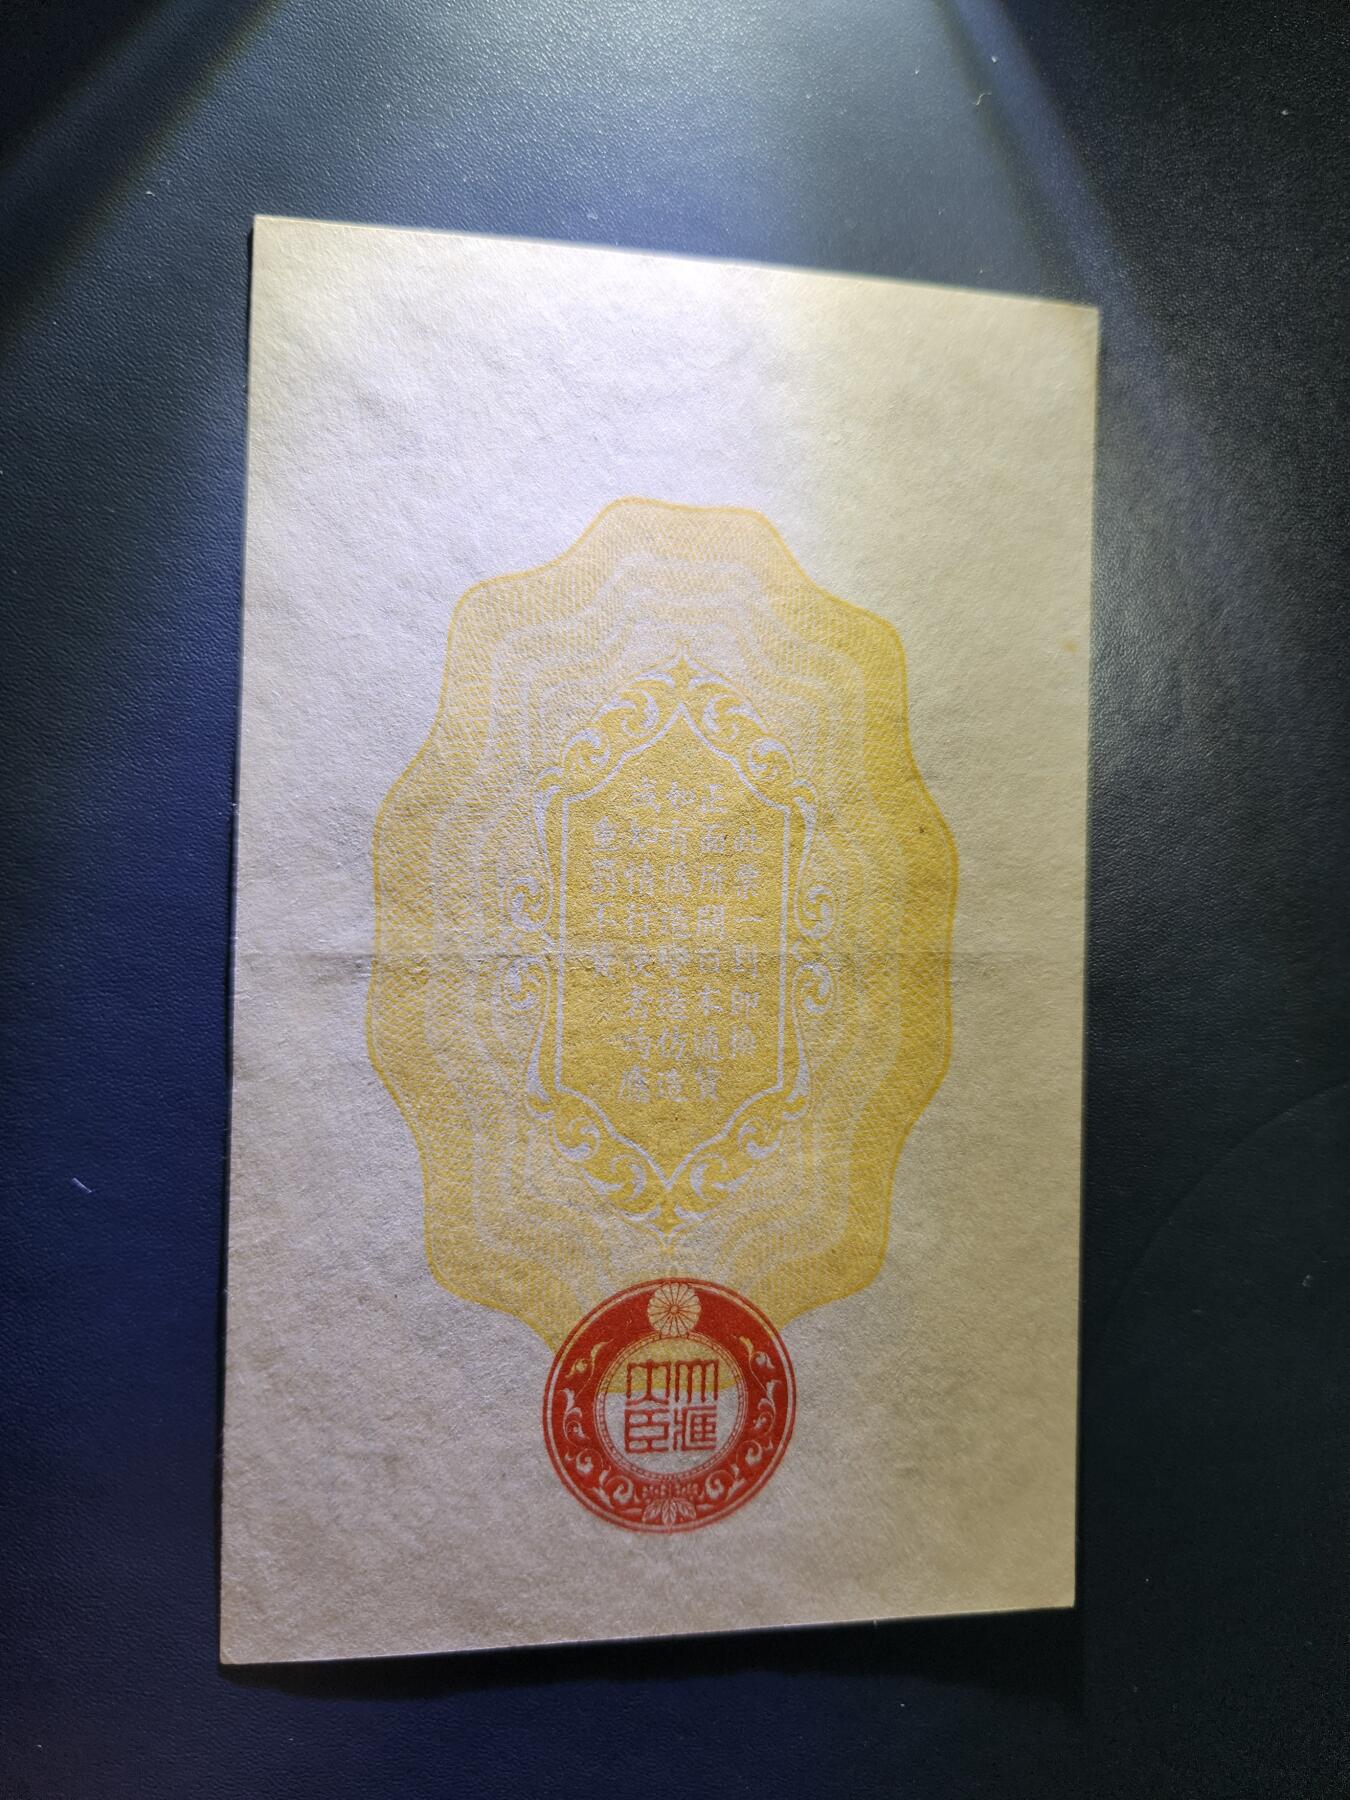 此票一到即換
正面所開日本通貨
如有偽造變造仿造
或知情行使者均應
重罰不貸
大藏
大臣